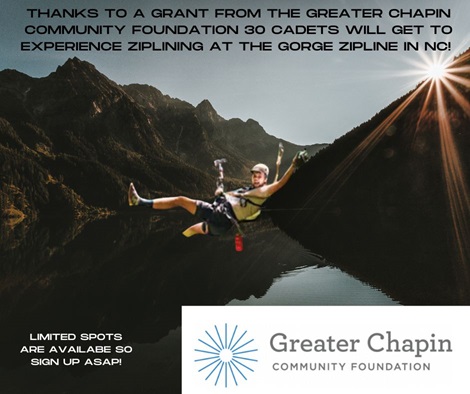 THANKS TO A GRANT FROM THE GREATER CHAPIN
COMMUNITY FOUNDATION 30 CADETS WILL GET TO
EXPERIENCE ZIPLINING AT THE GORGE ZIPLINE IN NC!
LIMITED SPOTS
ARE AVAILABE SO
SIGN UP ASAP!
Greater Chapin
COMMUNITY FOUNDATION